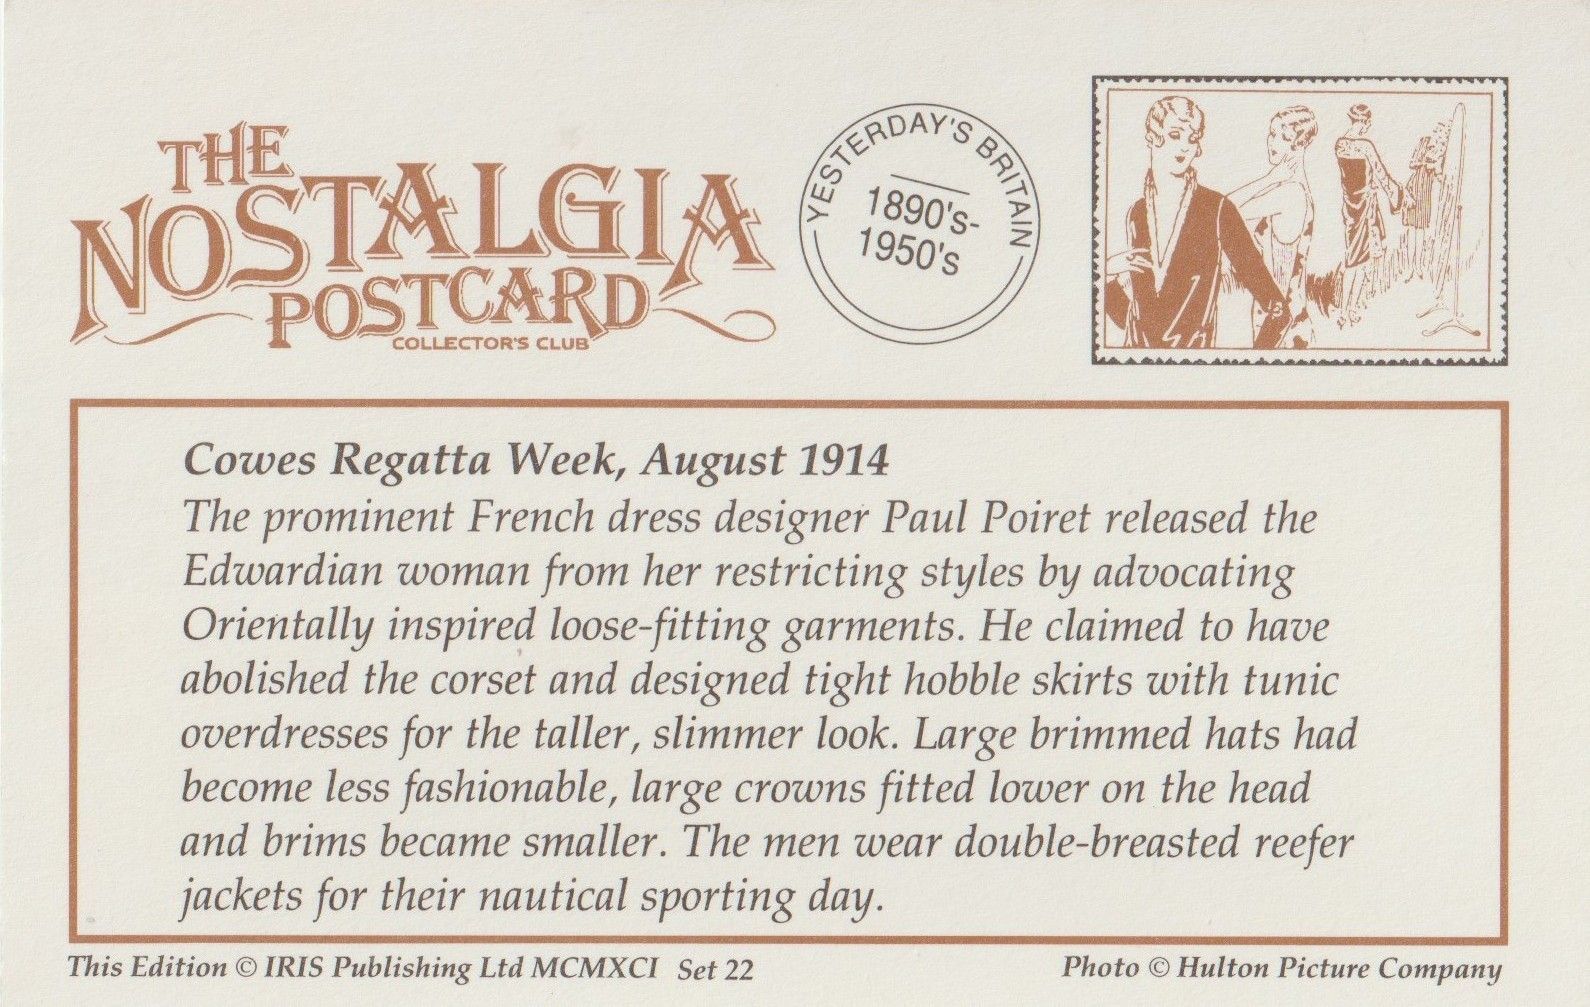 THE
NOSTALGIA
POSTCARD
COLLECTOR'S CLUB
YESTERDAY'S BRITAIN
1890's-
1950's
Cowes Regatta Week, August 1914
The prominent French dress designer Paul Poiret released the
Edwardian woman from her restricting styles by advocating
Orientally inspired loose-fitting garments. He claimed to have
abolished the corset and designed tight hobble skirts with tunic
overdresses for the taller, slimmer look. Large brimmed hats had
become less fashionable, large crowns fitted lower on the head
and brims became smaller. The men wear double-breasted reefer
jackets for their nautical sporting day.
This Edition © IRIS Publishing Ltd MCMXCI Set 22
Photo © Hulton Picture Company